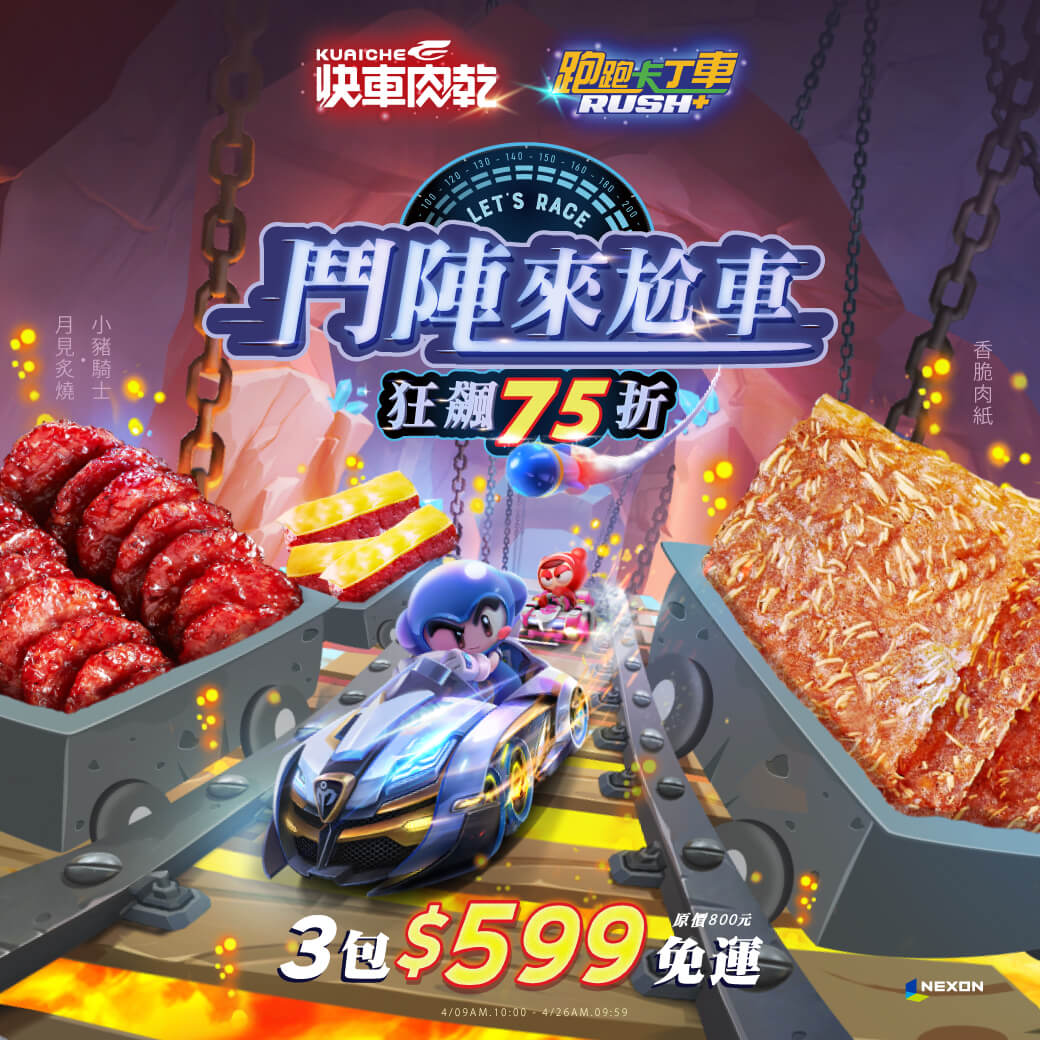 KUAICHE
快車肉乾
跑跑卡丁車
RUSH+
100 - 120 - 130 - 140 - 150 - 160 - 180 - 200
LET'S RACE
鬥陣來尬車
狂飆75折
小豬騎士
・
月見炙燒
香脆肉紙
3包$599免運
原價800元
NEXON
4/09AM.10:00 - 4/26AM.09:59